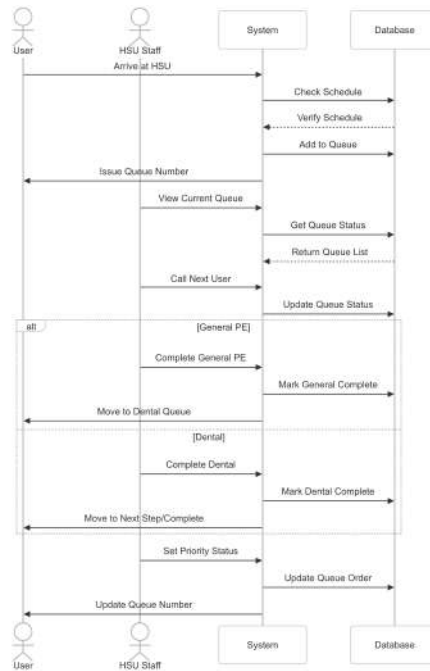 User
HSU Staff
System
Database
Arrive at HSU
Check Schedule
Verify Schedule
Add to Queue
Issue Queue Number
View Current Queue
Get Queue Status
Return Queue List
Call Next User
Update Queue Status
alt
[General PE]
Complete General PE
Mark General Complete
Move to Dental Queue
[Dental]
Complete Dental
Mark Dental Complete
Move to Next Step/Complete
Set Priority Status
Update Queue Order
Update Queue Number
User
HSU Staff
System
Database